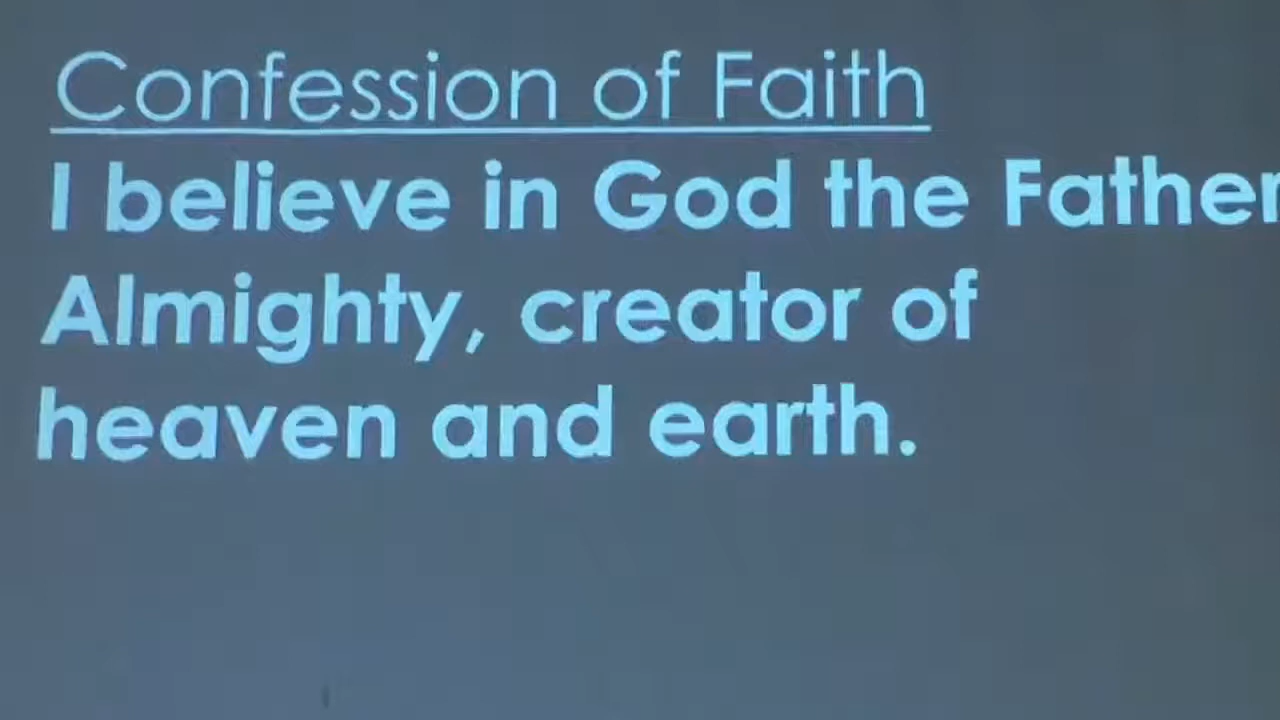 Confession of Faith
I believe in God the Father
Almighty, creator of
heaven and earth.